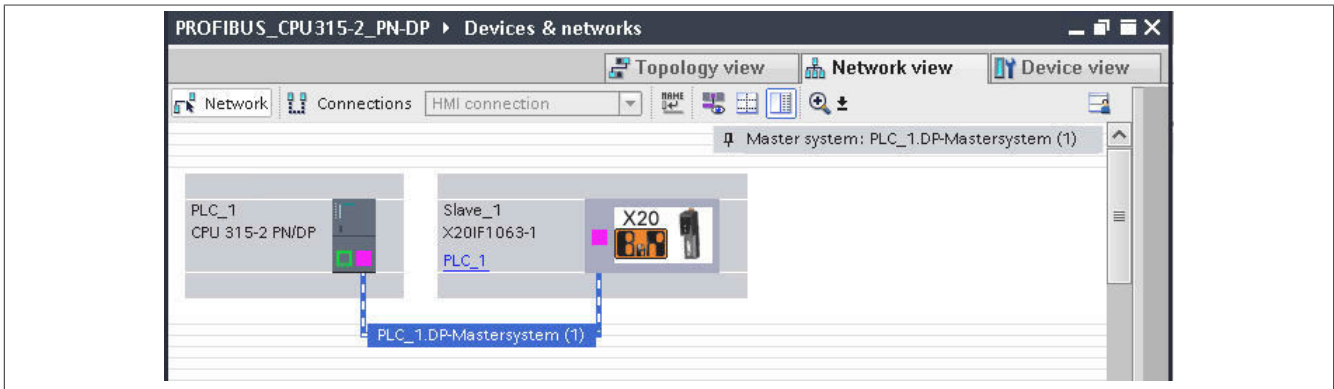 PROFIBUS_CPU315-2_PN-DP ▸ Devices & networks
Topology view Network view Device view
Network Connections HMI connection NAME
Master system: PLC_1.DP-Mastersystem (1)
PLC_1
CPU 315-2 PN/DP
Slave_1
X20IF1063-1
PLC_1
X20
B&R
PLC_1.DP-Mastersystem (1)